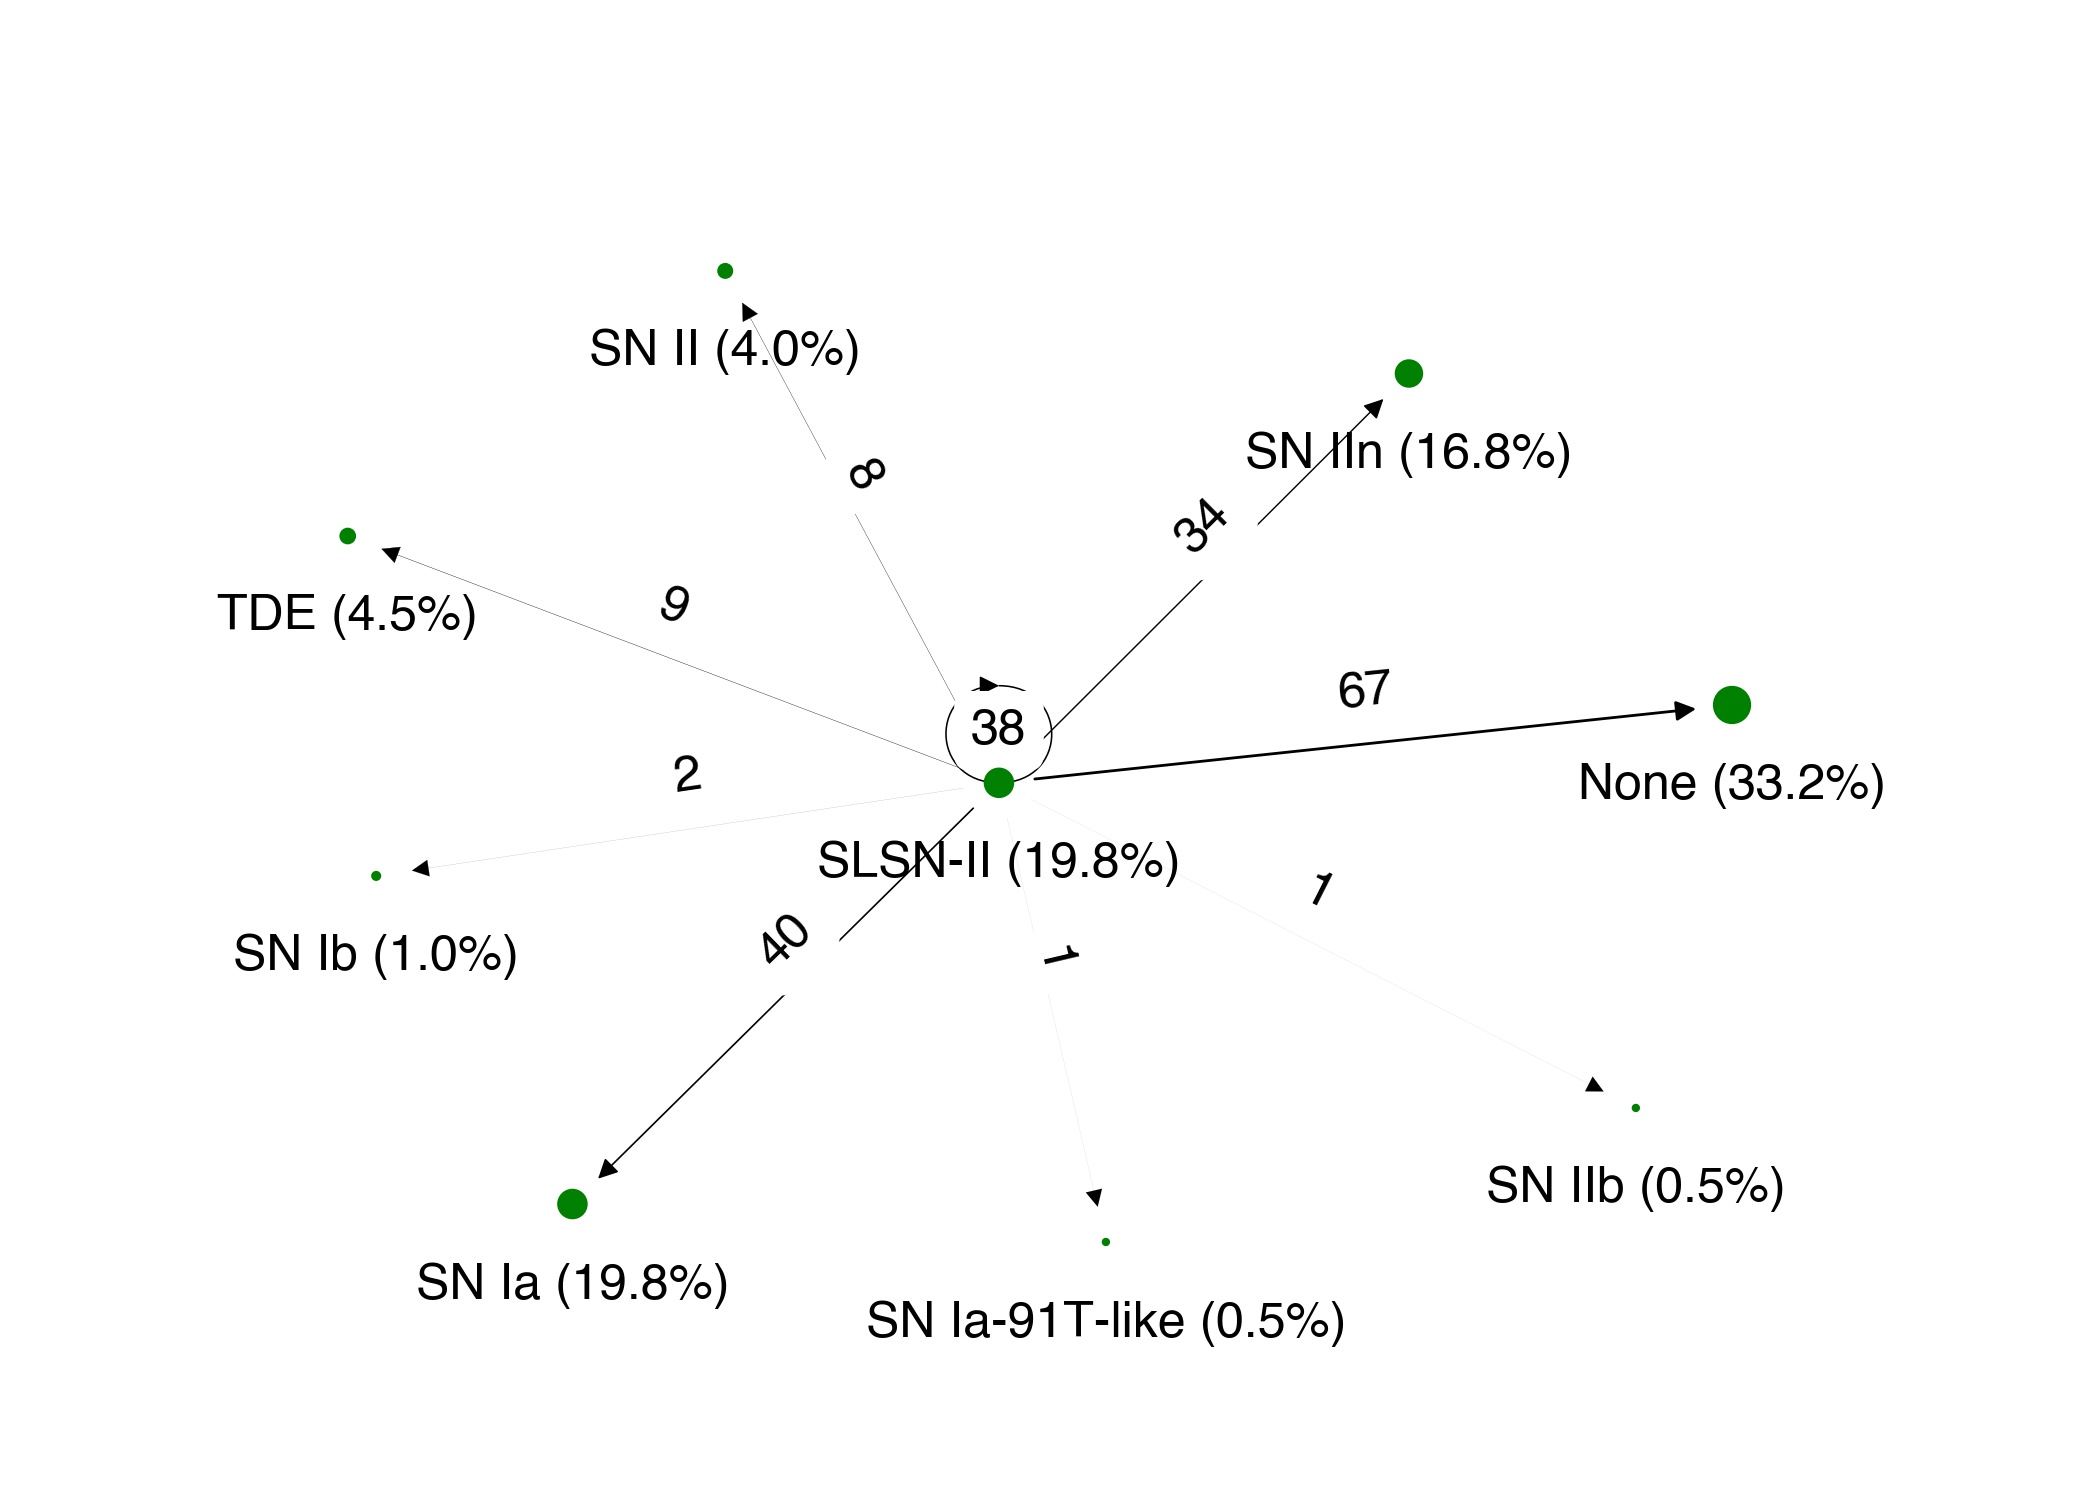 SN II (4.0%)
SN IIn (16.8%)
8
34
TDE (4.5%)
9
67
38
None (33.2%)
2
SLSN-II (19.8%)
1
SN Ib (1.0%)
40
1
SN IIb (0.5%)
SN Ia (19.8%)
SN Ia-91T-like (0.5%)